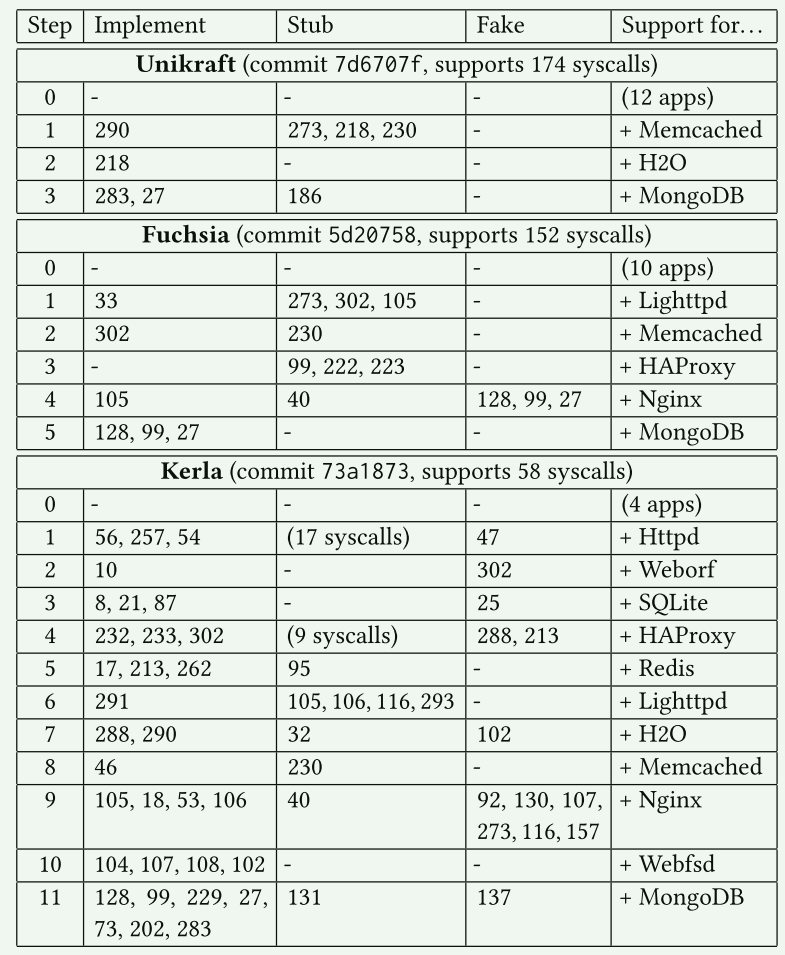 Step Implement Stub Fake Support for…
Unikraft (commit 7d6707f, supports 174 syscalls)
0 - - - (12 apps)
1 290 273, 218, 230 - + Memcached
2 218 - - + H2O
3 283, 27 186 - + MongoDB
Fuchsia (commit 5d20758, supports 152 syscalls)
0 - - - (10 apps)
1 33 273, 302, 105 - + Lighttpd
2 302 230 - + Memcached
3 - 99, 222, 223 - + HAProxy
4 105 40 128, 99, 27 + Nginx
5 128, 99, 27 - - + MongoDB
Kerla (commit 73a1873, supports 58 syscalls)
0 - - - (4 apps)
1 56, 257, 54 (17 syscalls) 47 + Httpd
2 10 - 302 + Weborf
3 8, 21, 87 - 25 + SQLite
4 232, 233, 302 (9 syscalls) 288, 213 + HAProxy
5 17, 213, 262 95 - + Redis
6 291 105, 106, 116, 293 - + Lighttpd
7 288, 290 32 102 + H2O
8 46 230 - + Memcached
9 105, 18, 53, 106 40 92, 130, 107, + Nginx
273, 116, 157
10 104, 107, 108, 102 - - + Webfsd
11 128, 99, 229, 27, 131 137 + MongoDB
73, 202, 283